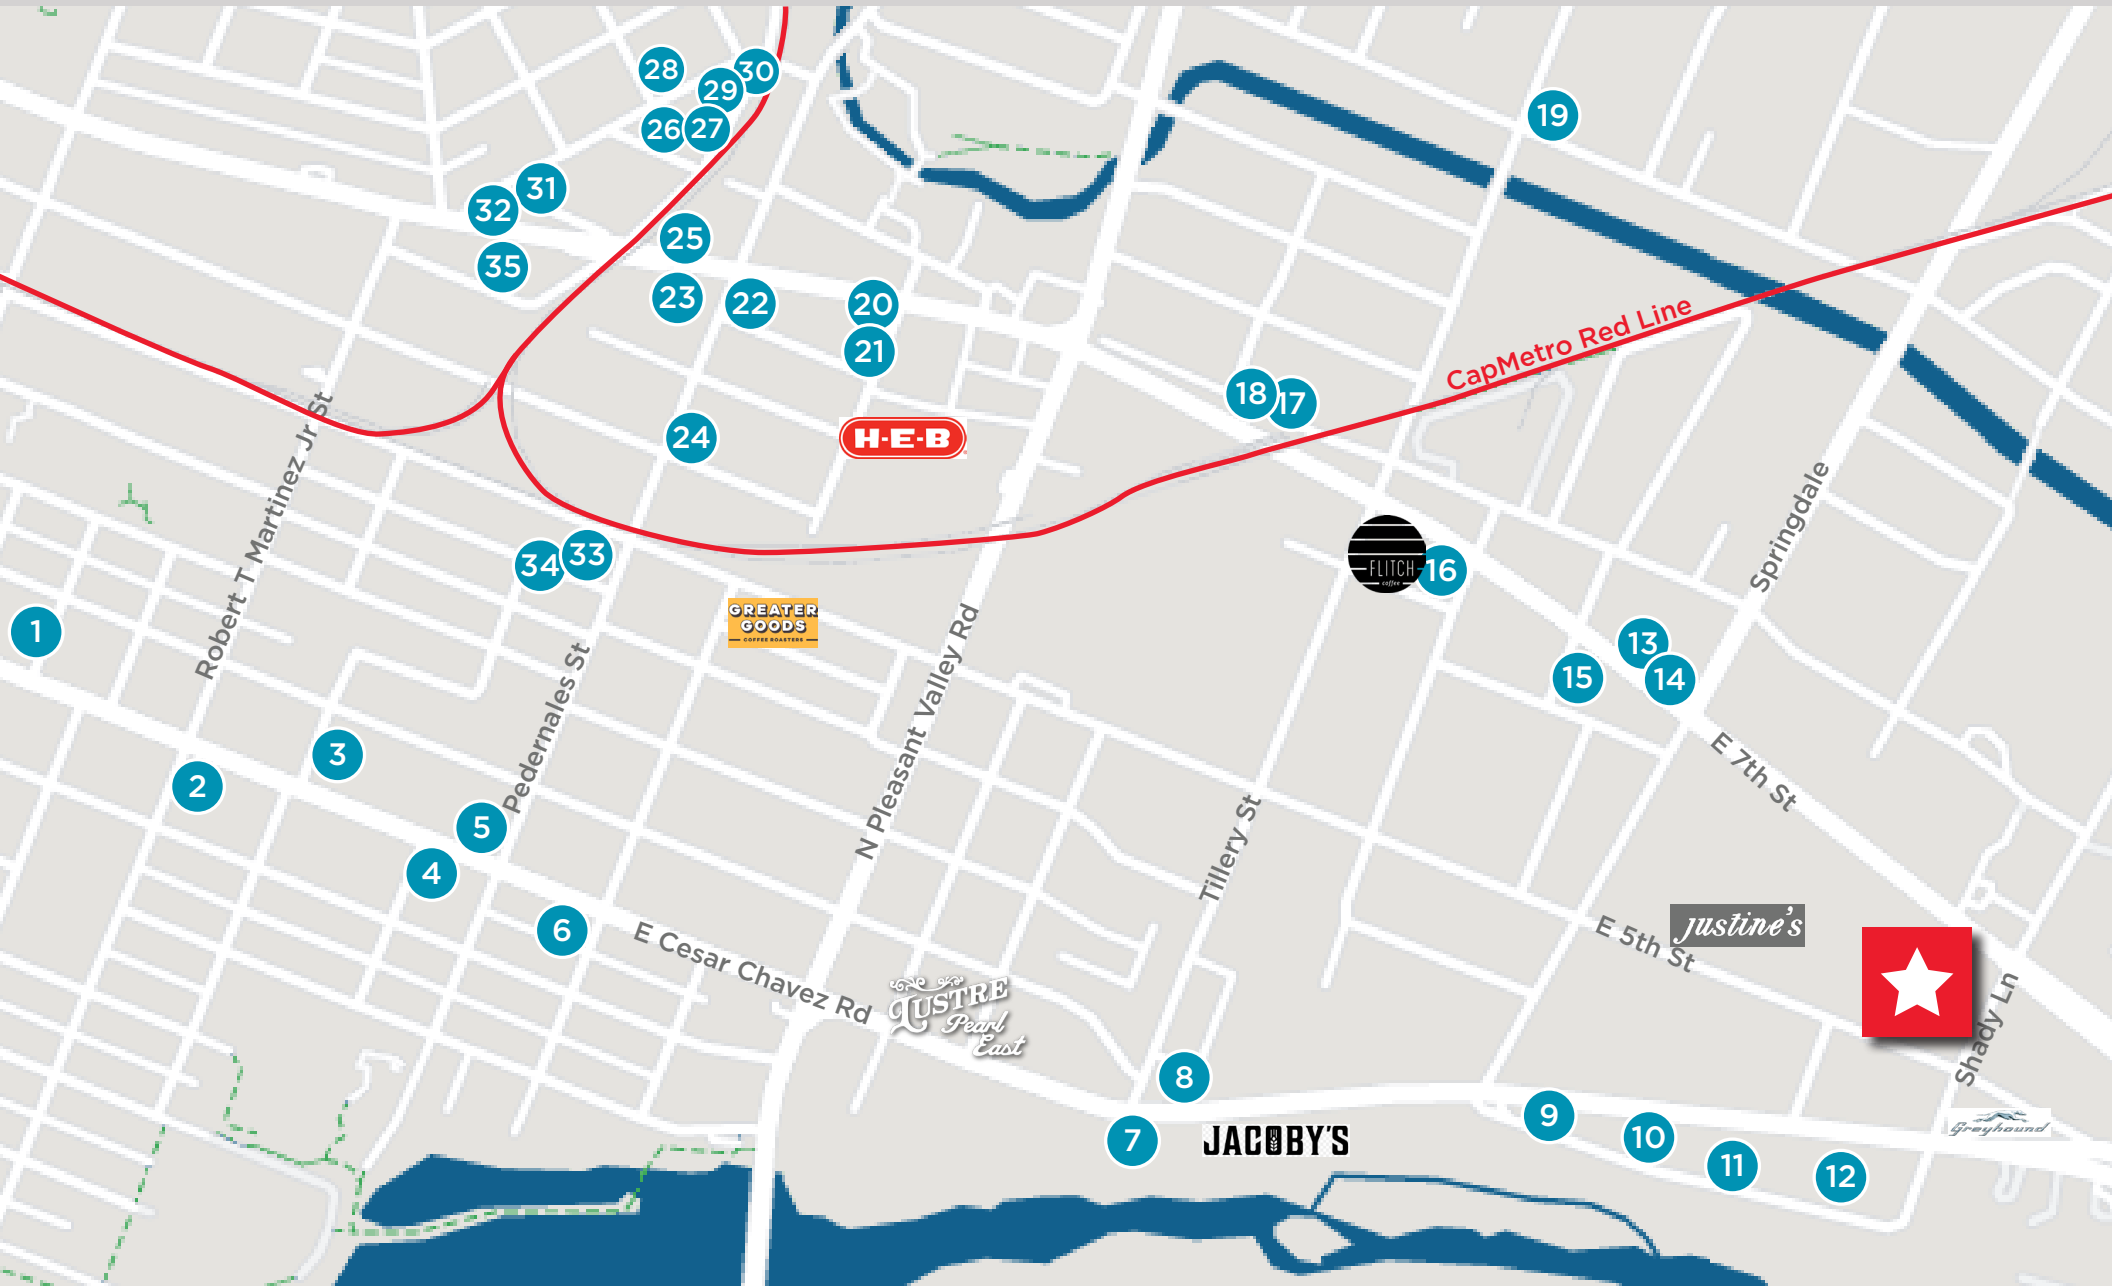 28
30
29
26
27
19
31
32
25
35
23
22
20
21
CapMetro Red Line
18
17
24
H-E-B
Robert T Martinez Jr St
Springdale
34
33
FLITCH
coffee
16
GREATER
GOODS
COFFEE ROASTERS
1
N Pleasant Valley Rd
13
15
14
Pedernales St
3
2
E 7th St
5
4
Tillery St
6
E Cesar Chavez Rd
justine's
E 5th St
LUSTRE
Pearl
East
Shady Ln
8
7
JACOBY'S
9
10
11
12
Greyhound